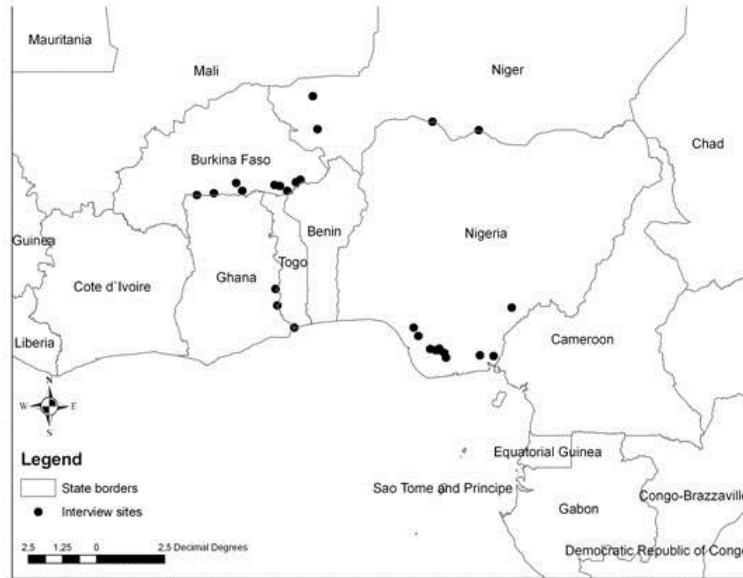 Mauritania
Mali
Niger
Chad
Burkina Faso
Benin
Nigeria
Guinea
Togo
Ghana
Cote d`Ivoire
Liberia
Cameroon
N
W E
S
Equatorial Guinea
Legend
State borders
Sao Tome and Principe
Congo-Brazzaville
Interview sites
Gabon
2,5 1,25 0 2,5 Decimal Degrees
Democratic Republic of Congo